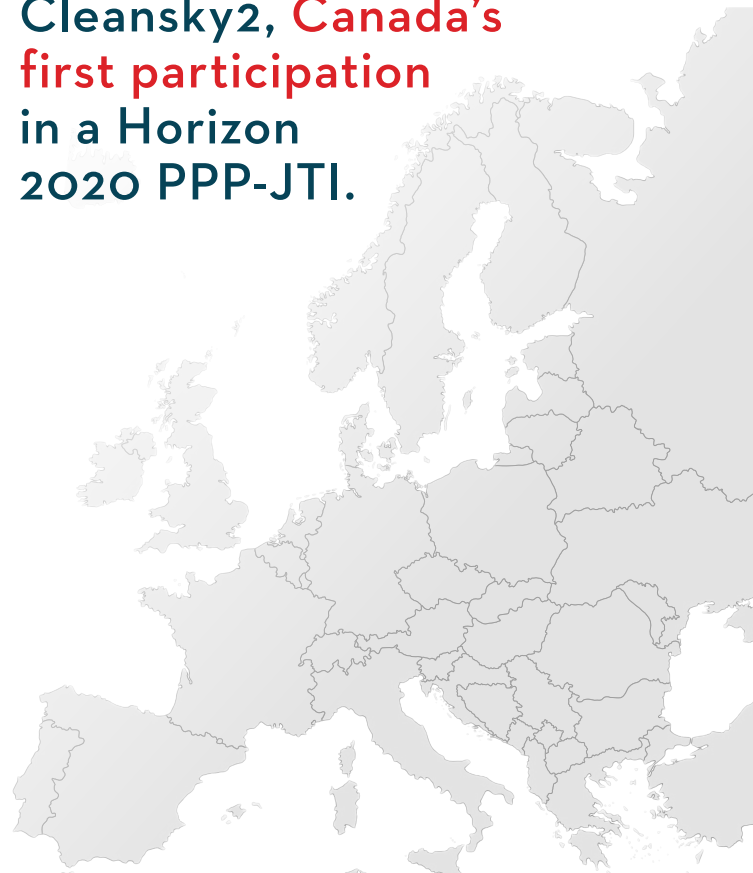 Cleansky2, Canada's
first participation
in a Horizon
2020 PPP-JTI.